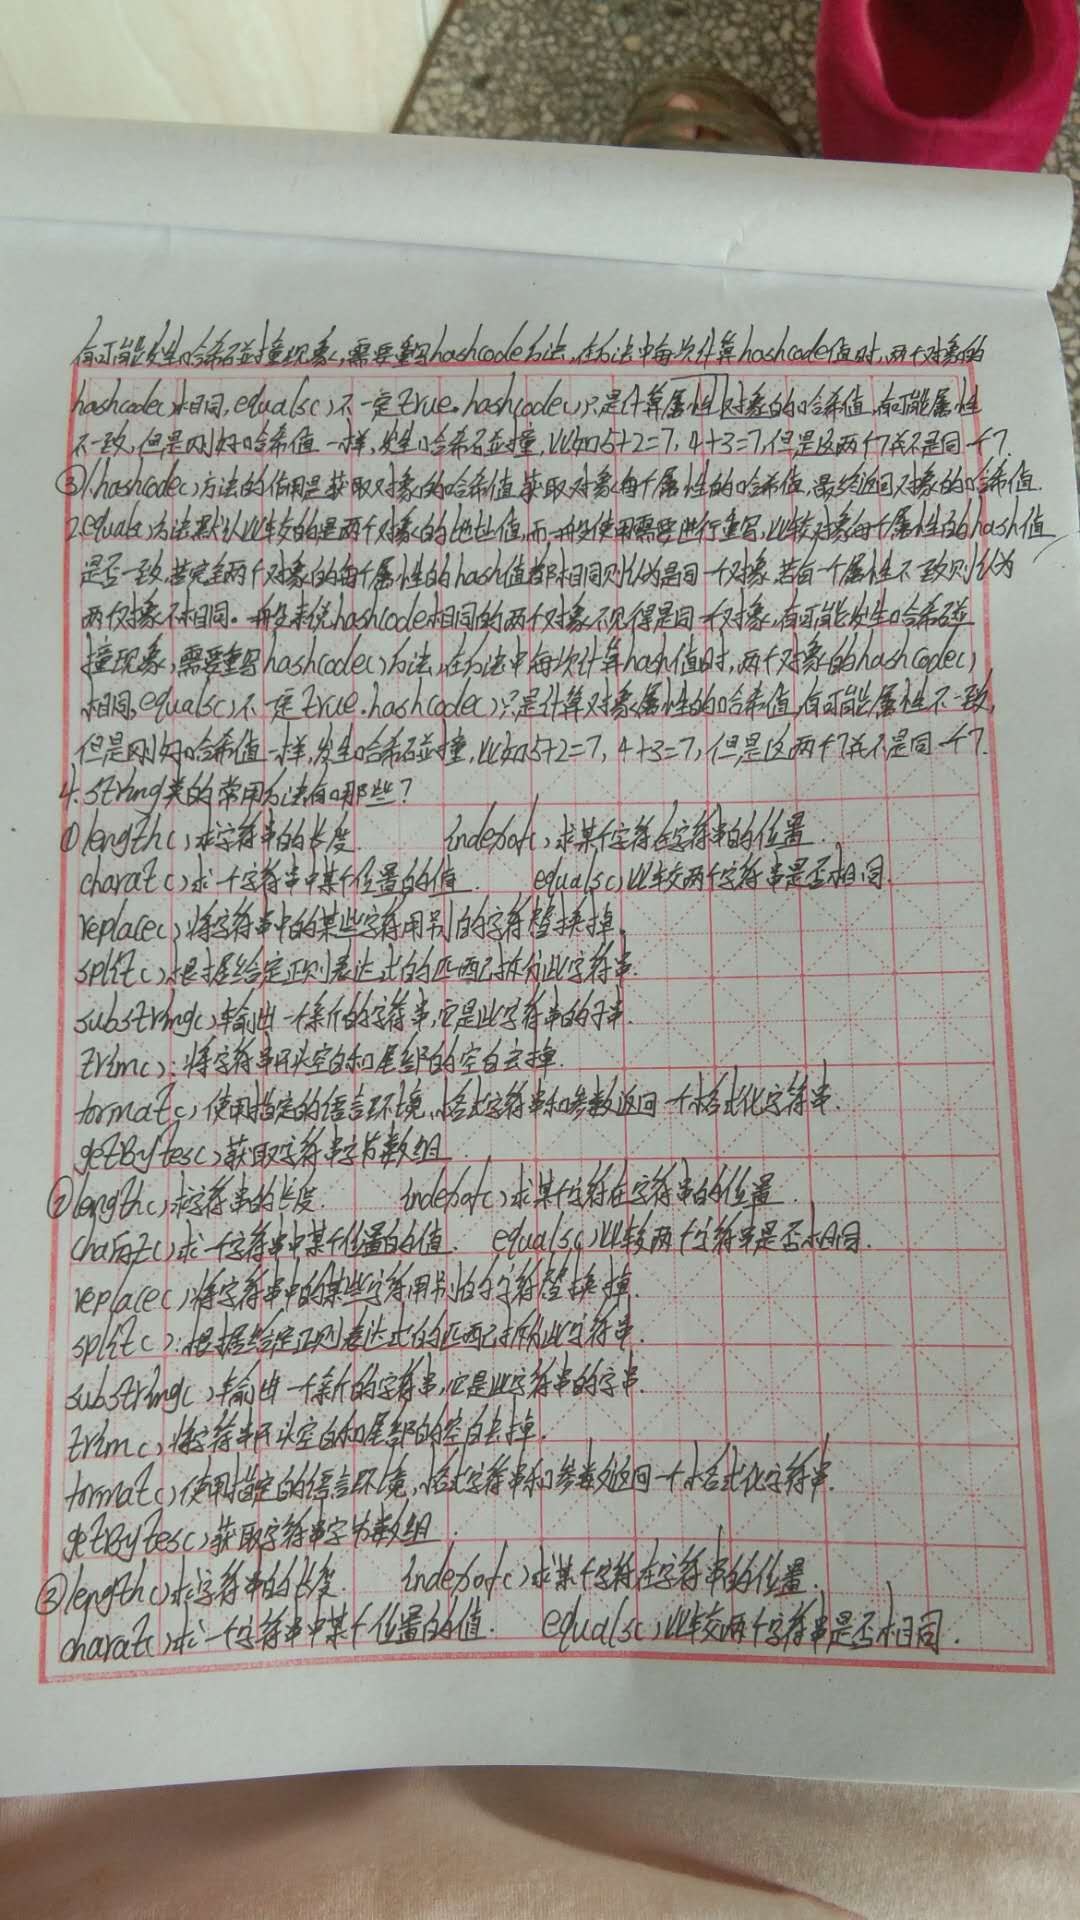 有可能发生哈希碰撞现象,需要重写hashcode方法,在方法中每次计算hashcode值时,两个对象的
hashcode()相同,equals()不一定true。hashcode()只是计算属性对象的哈希值,有可能属性
不一致,但是刚好哈希值一样,发生哈希碰撞,比如5+2=7,4+3=7,但是这两个7并不是同一个7.
③1.hashcode()方法的作用是获取对象的哈希值,获取对象每个属性的哈希值,最终返回对象的哈希值.
2.equals()方法默认比较的是两个对象的地址值,而一般使用需要进行重写,比较对象每个属性的hash值
是否一致,若完全两个对象的每个属性的hash值都相同则认为是同一个对象,若有一个属性不一致则认为
两个对象不相同。一般来说hashcode相同的两个对象不见得是同一个对象,有可能发生哈希碰
撞现象,需要重写hashcode()方法,在方法中每次计算hash值时,两个对象的hashcode()
相同,equals()不一定true.hashcode()只是计算对象属性的哈希值,有可能属性不一致,
但是刚好哈希值一样,发生哈希碰撞,比如5+2=7,4+3=7,但是这两个7并不是同一个7.
4.string类的常用方法有哪些?
①length()求字符串的长度. indexof()求某个字符在字符串的位置.
charat()求一个字符串中某个位置的值. equals()比较两个字符串是否相同.
replace()将字符串中的某些字符用别的字符替换掉.
split()根据给定正则表达式的匹配拆分此字符串.
substring()输出一个新的字符串,它是此字符串的子串.
trim():将字符串开头空白和尾部的空白去掉.
format()使用指定的语言环境,格式字符串和参数返回一个格式化字符串.
getBytes()获取字符串字节数组.
②length()求字符串的长度. indexof()求某个字符在字符串的位置.
charat()求一个字符串中某个位置的值. equals()比较两个字符串是否相同.
replace()将字符串中的某些字符用别的字符替换掉.
split():根据给定正则表达式的匹配拆分此字符串.
substring()输出一个新的字符串,它是此字符串的字串.
trim()将字符串开头空白和尾部的空白去掉.
format()使用指定的语言环境,格式字符串和参数返回一个格式化字符串.
getBytes()获取字符串字节数组.
③length()求字符串的长度. indexof()求某个字符在字符串的位置.
charat()求一个字符串中某个位置的值. equals()比较两个字符串是否相同.